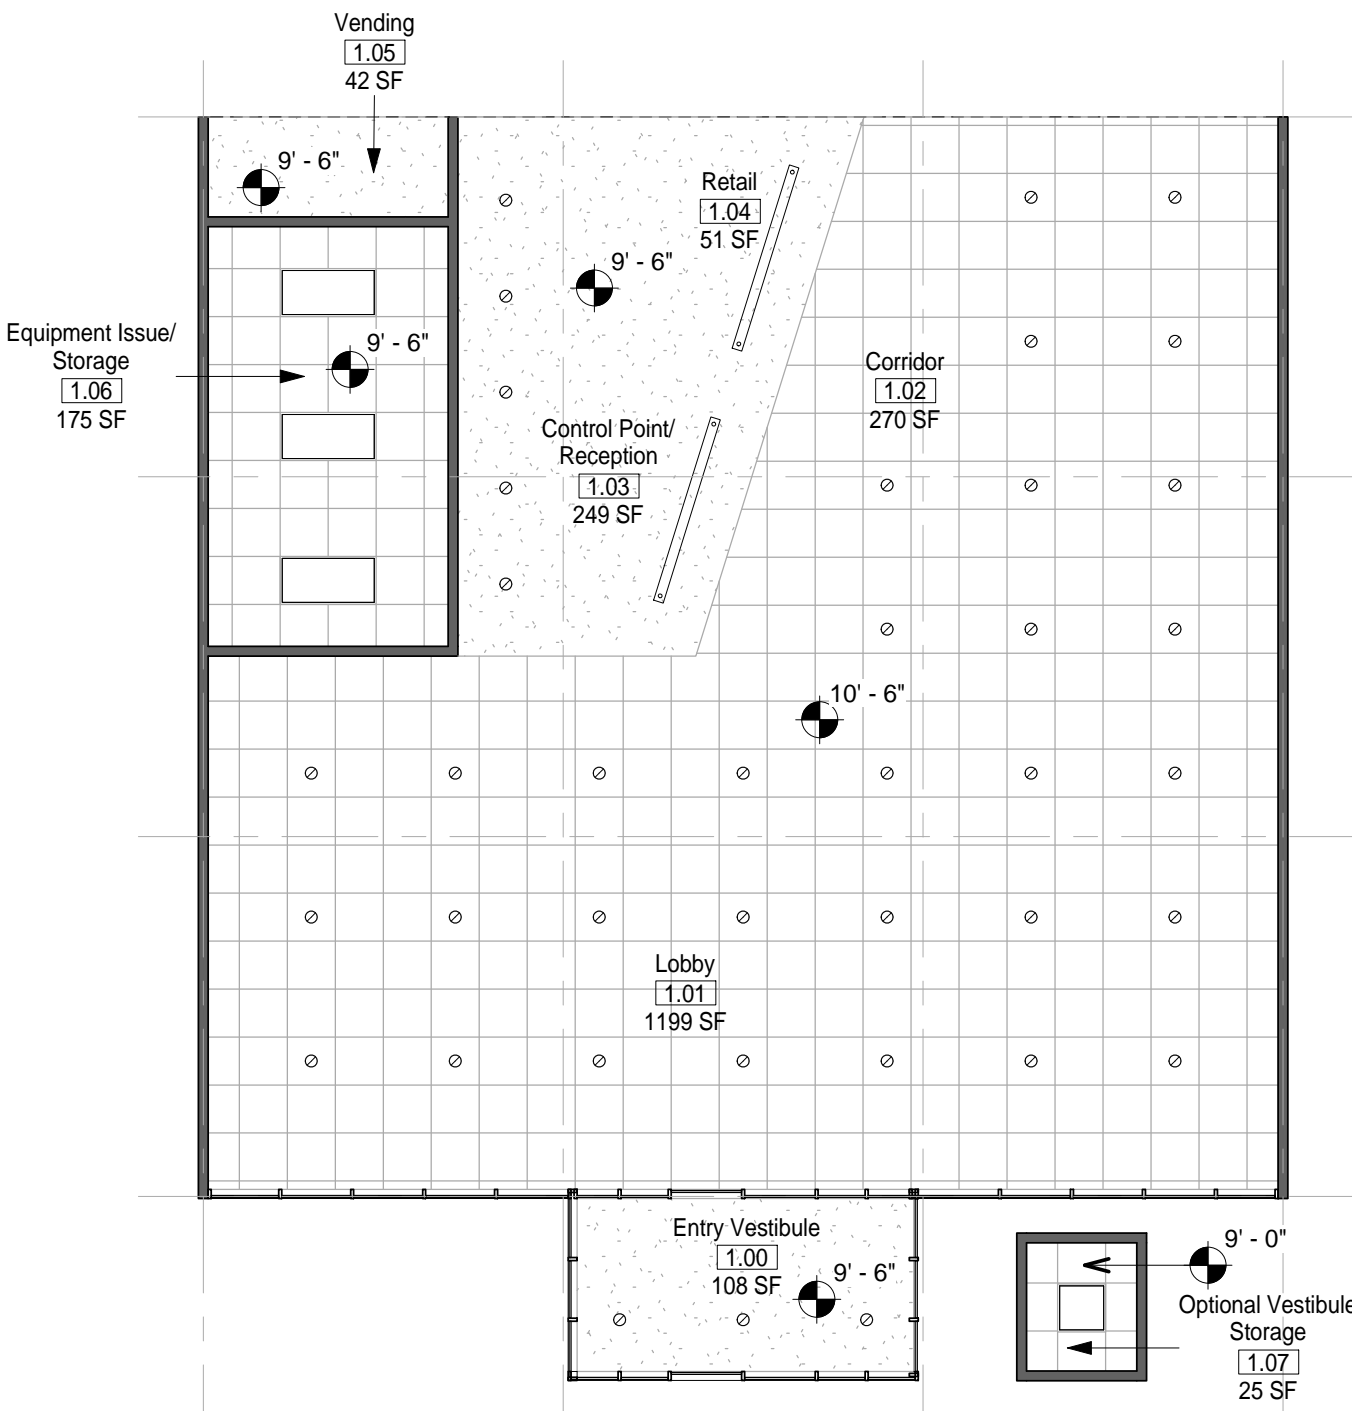 Vending
1.05
42 SF
9' - 6"
Retail
1.04
51 SF
9' - 6"
Equipment Issue/
Storage
1.06
175 SF
9' - 6"
Corridor
1.02
270 SF
Control Point/
Reception
1.03
249 SF
10' - 6"
Lobby
1.01
1199 SF
Entry Vestibule
1.00
108 SF
9' - 6"
9' - 0"
Optional Vestibule
Storage
1.07
25 SF